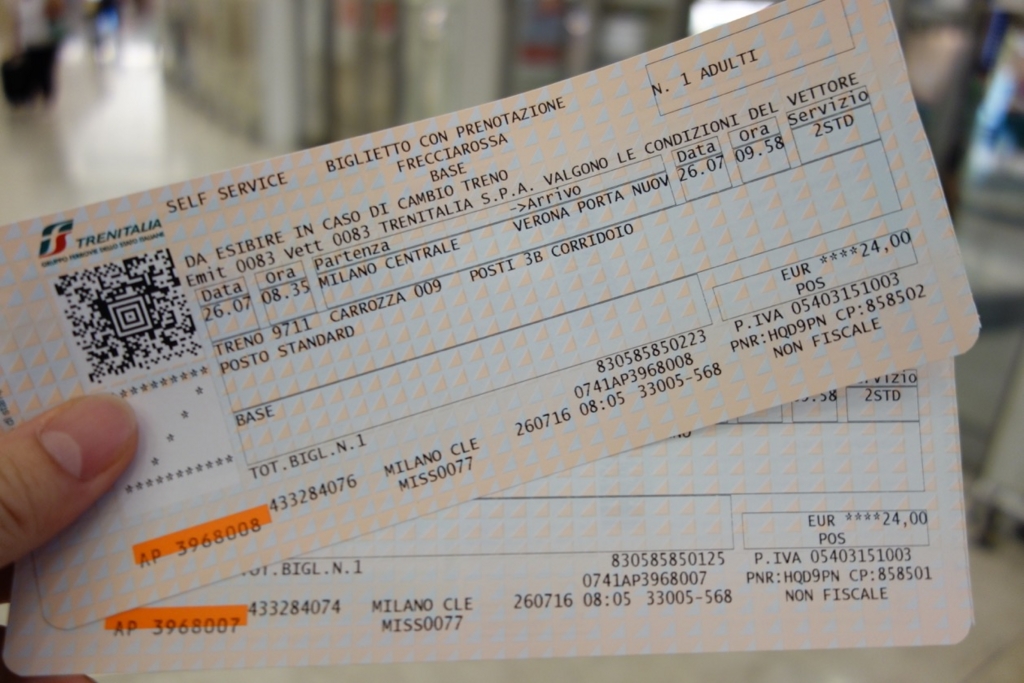 TRENITALIA
GRUPPO FERROVIE DELLO STATO ITALIANE
SELF SERVICE BIGLIETTO CON PRENOTAZIONE
FRECCIAROSSA
BASE
N. 1 ADULTI
DA ESIBIRE IN CASO DI CAMBIO TRENO
Emit 0083 Vett 0083 TRENITALIA S.P.A. VALGONO LE CONDIZIONI DEL VETTORE
Data Ora Partenza ->Arrivo Data Ora Servizio
26.07 08.35 MILANO CENTRALE VERONA PORTA NUOV 26.07 09.58 2STD
TRENO 9711 CARROZZA 009 POSTI 3B CORRIDOIO
POSTO STANDARD
EUR ****24,00
POS
BASE
830585850223 P.IVA 05403151003
0741AP3968008 PNR:HQD9PN CP:858502
TOT.BIGL.N.1 260716 08:05 33005-568 NON FISCALE
AP 3968008 433284076 MILANO CLE
MISS0077
2STD
EUR ****24,00
POS
.BIGL.N.1 830585850125 P.IVA 05403151003
0741AP3968007 PNR:HQD9PN CP:858501
AP 3968007 433284074 MILANO CLE 260716 08:05 33005-568 NON FISCALE
MISS0077